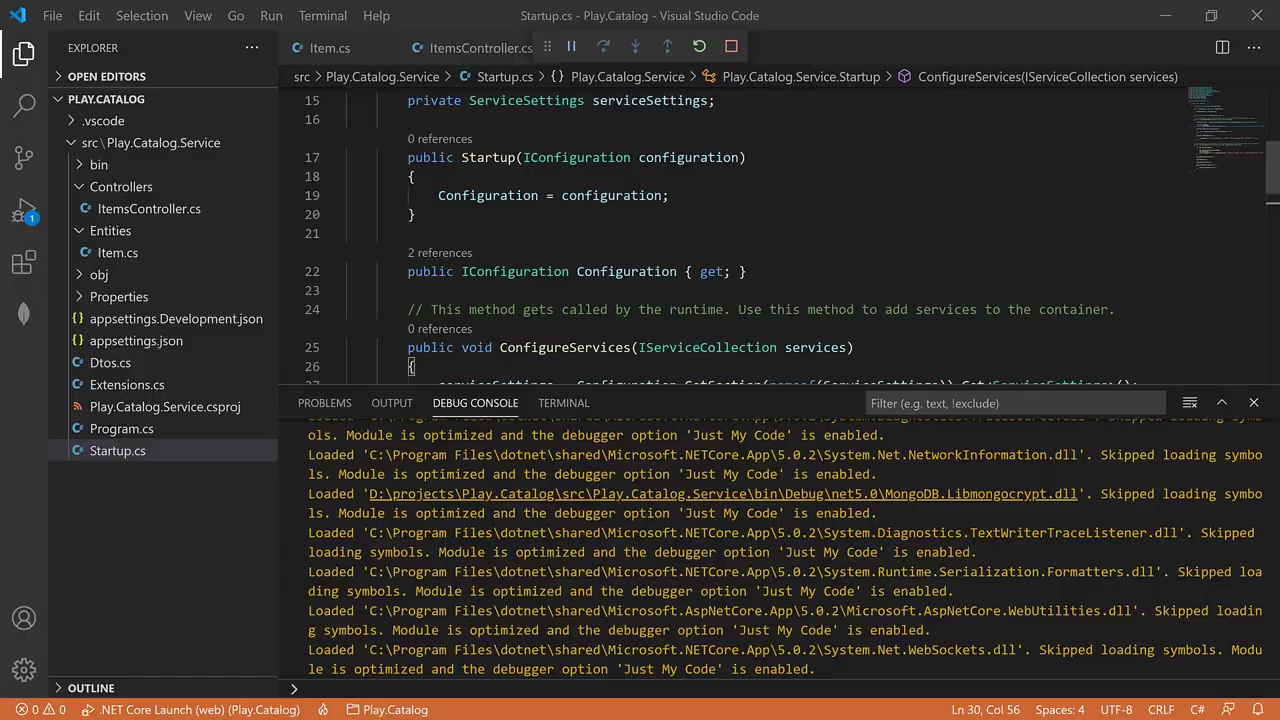 File Edit Selection View Go Run Terminal Help
Startup.cs - Play.Catalog - Visual Studio Code
EXPLORER
OPEN EDITORS
PLAY.CATALOG
.vscode
src\Play.Catalog.Service
bin
Controllers
ItemsController.cs
Entities
Item.cs
obj
Properties
appsettings.Development.json
appsettings.json
Dtos.cs
Extensions.cs
Play.Catalog.Service.csproj
Program.cs
Startup.cs
OUTLINE
1
Item.cs ItemsController.cs
src > Play.Catalog.Service > Startup.cs > {} Play.Catalog.Service > Play.Catalog.Service.Startup > ConfigureServices(IServiceCollection services)
15 private ServiceSettings serviceSettings;
16
0 references
17 public Startup(IConfiguration configuration)
18 {
19 Configuration = configuration;
20 }
21
2 references
22 public IConfiguration Configuration { get; }
23
24 // This method gets called by the runtime. Use this method to add services to the container.
0 references
25 public void ConfigureServices(IServiceCollection services)
26 {
27 serviceSettings = Configuration.GetSection(nameof(ServiceSettings)).Get<ServiceSettings>();
PROBLEMS OUTPUT DEBUG CONSOLE TERMINAL
Filter (e.g. text, !exclude)
ols. Module is optimized and the debugger option 'Just My Code' is enabled.
Loaded 'C:\Program Files\dotnet\shared\Microsoft.NETCore.App\5.0.2\System.Net.NetworkInformation.dll'. Skipped loading symbo
ls. Module is optimized and the debugger option 'Just My Code' is enabled.
Loaded 'D:\projects\Play.Catalog\src\Play.Catalog.Service\bin\Debug\net5.0\MongoDB.Libmongocrypt.dll'. Skipped loading symbo
ls. Module is optimized and the debugger option 'Just My Code' is enabled.
Loaded 'C:\Program Files\dotnet\shared\Microsoft.NETCore.App\5.0.2\System.Diagnostics.TextWriterTraceListener.dll'. Skipped
loading symbols. Module is optimized and the debugger option 'Just My Code' is enabled.
Loaded 'C:\Program Files\dotnet\shared\Microsoft.NETCore.App\5.0.2\System.Runtime.Serialization.Formatters.dll'. Skipped loa
ding symbols. Module is optimized and the debugger option 'Just My Code' is enabled.
Loaded 'C:\Program Files\dotnet\shared\Microsoft.AspNetCore.App\5.0.2\Microsoft.AspNetCore.WebUtilities.dll'. Skipped loadin
g symbols. Module is optimized and the debugger option 'Just My Code' is enabled.
Loaded 'C:\Program Files\dotnet\shared\Microsoft.NETCore.App\5.0.2\System.Net.WebSockets.dll'. Skipped loading symbols. Modu
le is optimized and the debugger option 'Just My Code' is enabled.
0 0 .NET Core Launch (web) (Play.Catalog) Play.Catalog Ln 30, Col 56 Spaces: 4 UTF-8 CRLF C#